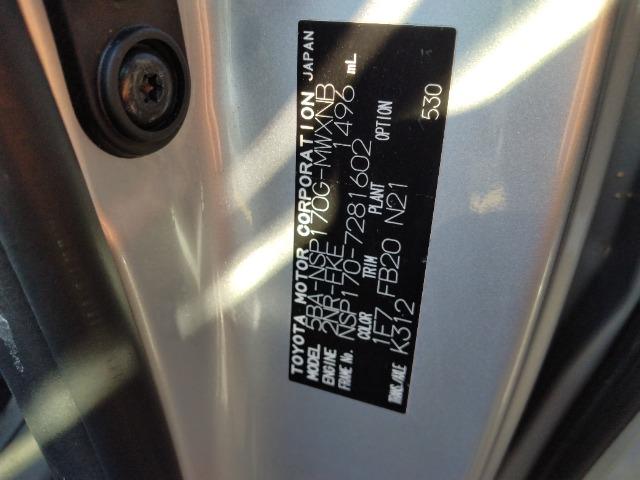 TOYOTA MOTOR CORPORATION JAPAN
MODEL 5BA-NSP170G-MWXNB
ENGINE 2NR-FKE 1496 mL
FRAME No. NSP170-7281602
COLOR TRIM PLANT OPTION
1E7 FB20 N21 530
TRANS./AXLE K312